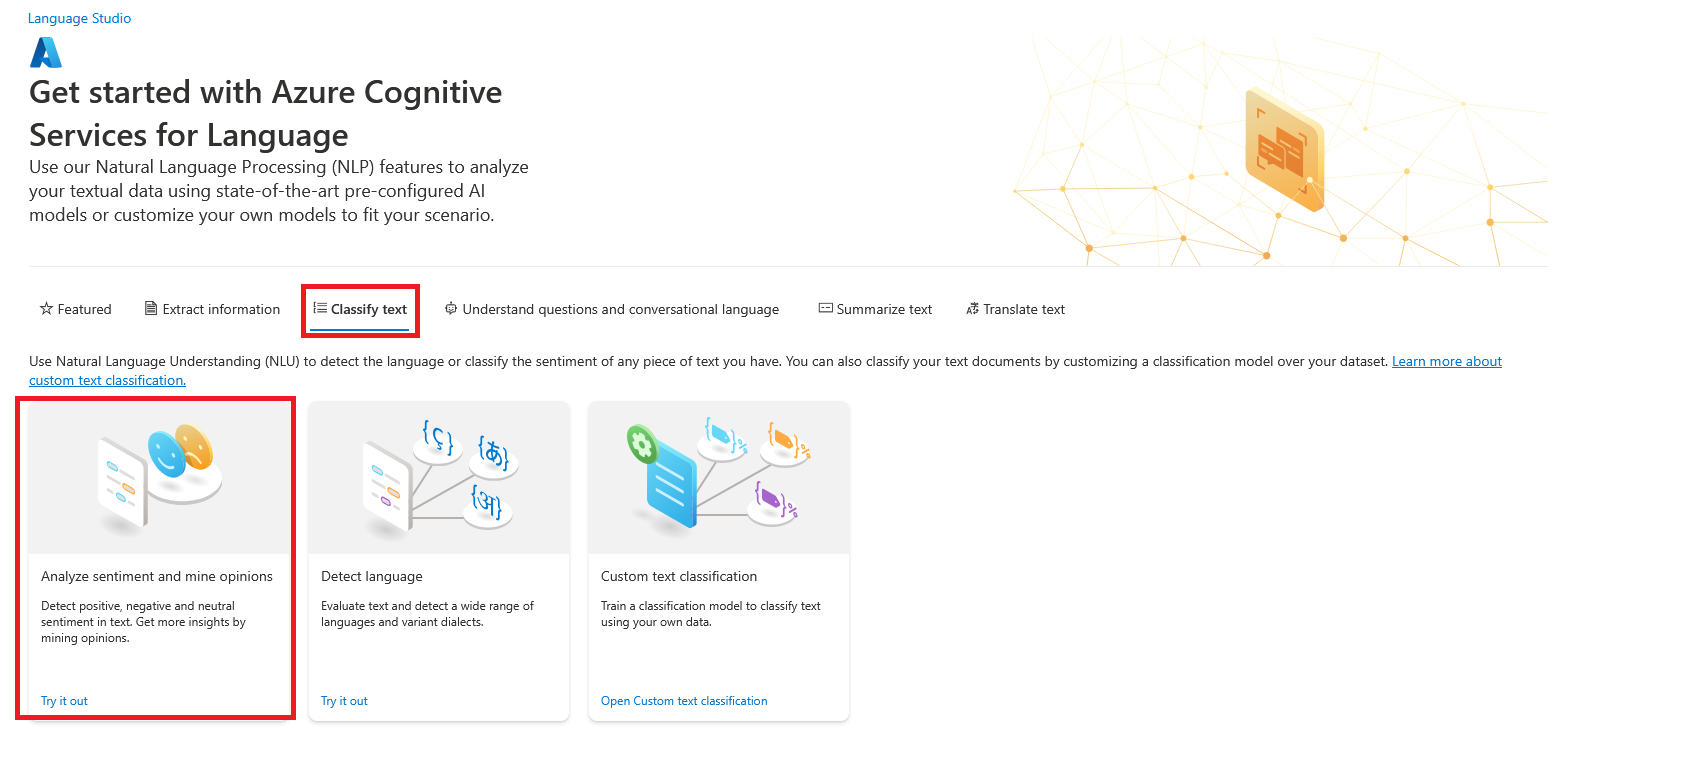 Language Studio
Get started with Azure Cognitive
Services for Language
Use our Natural Language Processing (NLP) features to analyze
your textual data using state-of-the-art pre-configured AI
models or customize your own models to fit your scenario.
Featured
Extract information
Classify text
Understand questions and conversational language
Summarize text
Translate text
Use Natural Language Understanding (NLU) to detect the language or classify the sentiment of any piece of text you have. You can also classify your text documents by customizing a classification model over your dataset. Learn more about
custom text classification.
{ç}
{あ}
{अ}
Analyze sentiment and mine opinions
Detect positive, negative and neutral
sentiment in text. Get more insights by
mining opinions.
Try it out
Detect language
Evaluate text and detect a wide range of
languages and variant dialects.
Try it out
Custom text classification
Train a classification model to classify text
using your own data.
Open Custom text classification